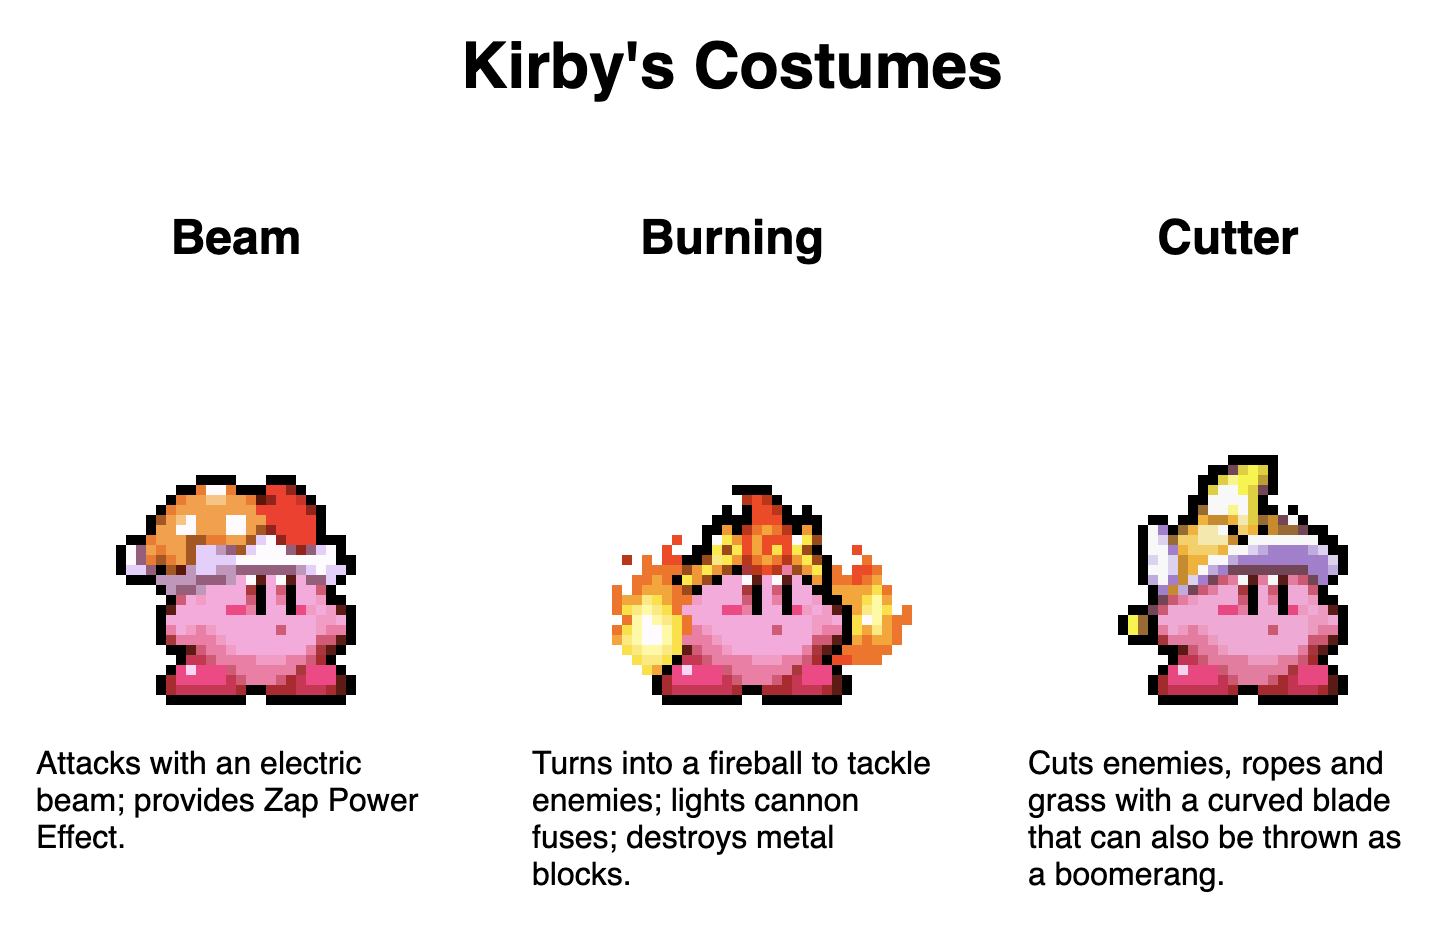 Kirby's Costumes
Beam
Burning
Cutter
Attacks with an electric
beam; provides Zap Power
Effect.
Turns into a fireball to tackle
enemies; lights cannon
fuses; destroys metal
blocks.
Cuts enemies, ropes and
grass with a curved blade
that can also be thrown as
a boomerang.